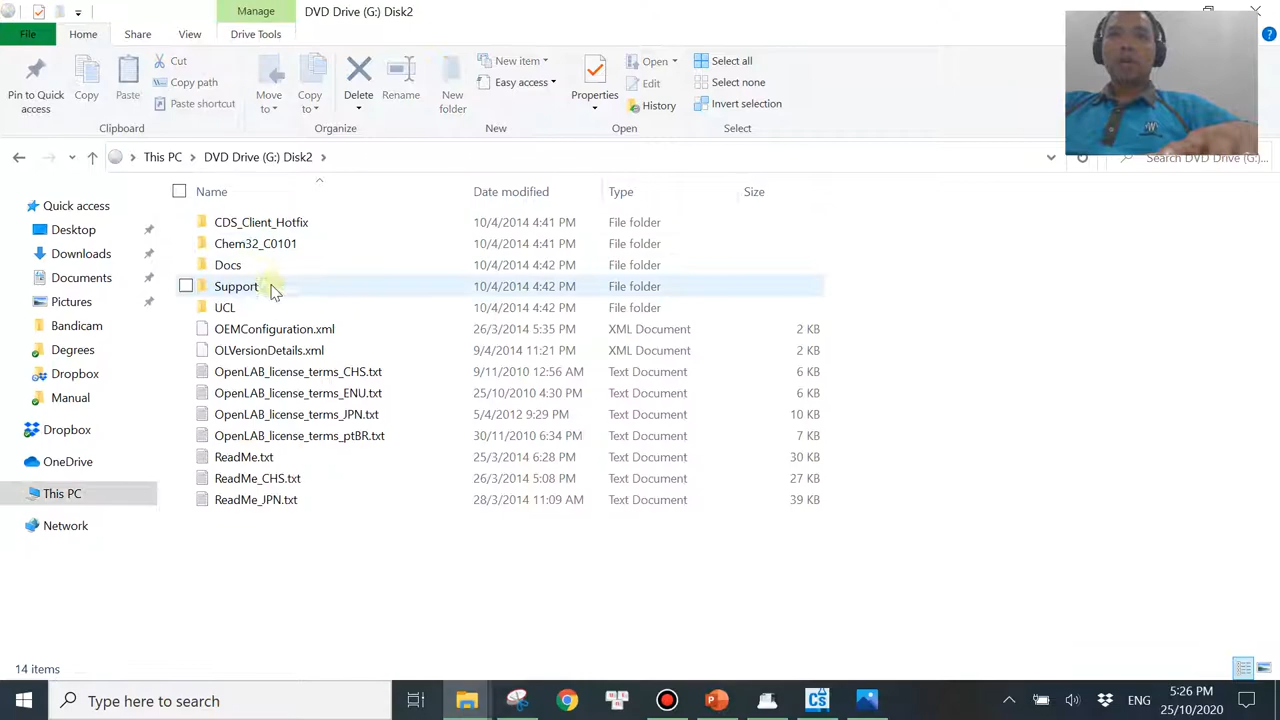 Manage
DVD Drive (G:) Disk2
File
Home
Share
View
Drive Tools
Pin to Quick access
Copy
Paste
Cut
Copy path
Paste shortcut
Clipboard
Move to
Copy to
Delete
Rename
Organize
New folder
New item
Easy access
New
Properties
Open
Edit
History
Open
Select all
Select none
Invert selection
Select
This PC > DVD Drive (G:) Disk2 >
Search DVD Drive (G:)...
Name Date modified Type Size
CDS_Client_Hotfix 10/4/2014 4:41 PM File folder
Chem32_C0101 10/4/2014 4:41 PM File folder
Docs 10/4/2014 4:42 PM File folder
Support 10/4/2014 4:42 PM File folder
UCL 10/4/2014 4:42 PM File folder
OEMConfiguration.xml 26/3/2014 5:35 PM XML Document 2 KB
OLVersionDetails.xml 9/4/2014 11:21 PM XML Document 2 KB
OpenLAB_license_terms_CHS.txt 9/11/2010 12:56 AM Text Document 6 KB
OpenLAB_license_terms_ENU.txt 25/10/2010 4:30 PM Text Document 6 KB
OpenLAB_license_terms_JPN.txt 5/4/2012 9:29 PM Text Document 10 KB
OpenLAB_license_terms_ptBR.txt 30/11/2010 6:34 PM Text Document 7 KB
ReadMe.txt 25/3/2014 6:28 PM Text Document 30 KB
ReadMe_CHS.txt 26/3/2014 5:08 PM Text Document 27 KB
ReadMe_JPN.txt 28/3/2014 11:09 AM Text Document 39 KB
Quick access
Desktop
Downloads
Documents
Pictures
Bandicam
Degrees
Dropbox
Manual
Dropbox
OneDrive
This PC
Network
14 items
Type here to search
CS
ENG
5:26 PM
25/10/2020